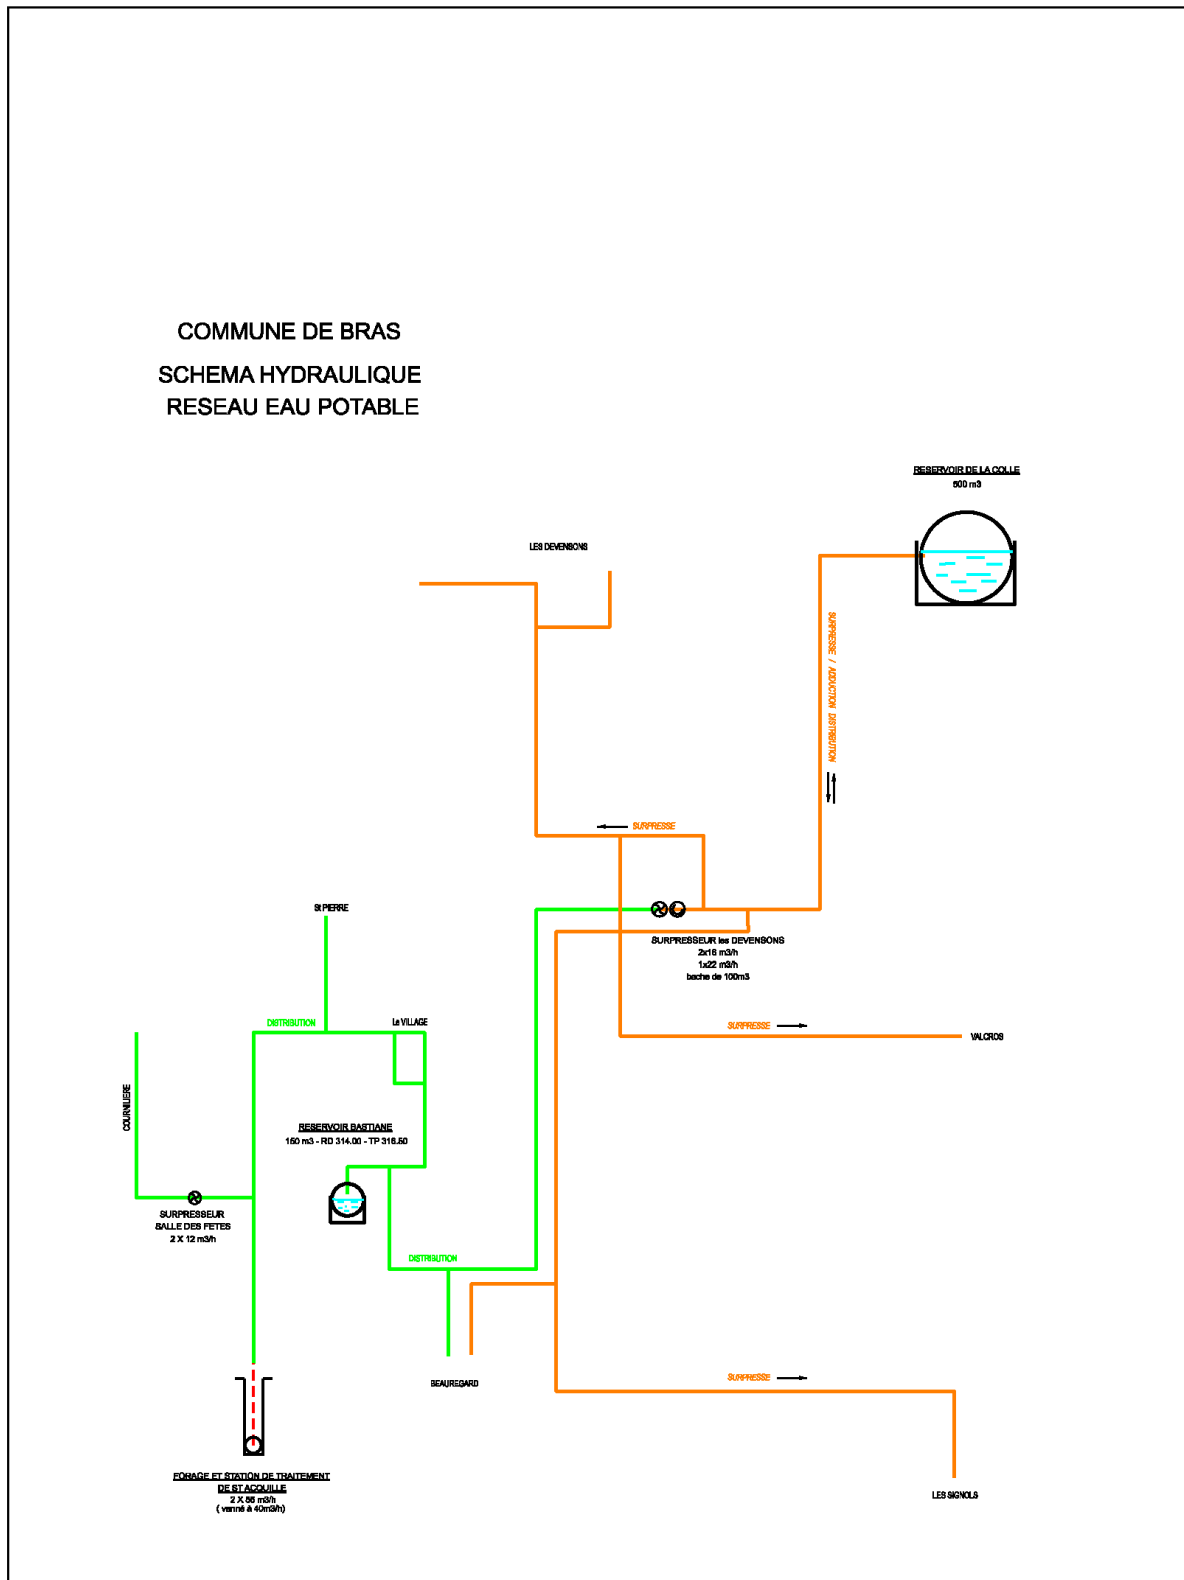 COMMUNE DE BRAS
SCHEMA HYDRAULIQUE
RESEAU EAU POTABLE
RESERVOIR DE LA COLLE
500 m3
LES DEVENSONS
SURPRESSE / ADDUCTION DISTRIBUTION
SURPRESSE
St PIERRE
SURPRESSEUR les DEVENSONS
2x16 m3/h
1x22 m3/h
bache de 100m3
DISTRIBUTION
Le VILLAGE
SURPRESSE
VALCROS
COURNILIERE
RESERVOIR BASTIANE
150 m3 - RD 314.00 - TP 316.50
SURPRESSEUR
SALLE DES FETES
2 X 12 m3/h
DISTRIBUTION
BEAUREGARD
SURPRESSE
FORAGE ET STATION DE TRAITEMENT
DE ST ACQUILLE
2 X 55 m3/h
( vanné à 40m3/h)
LES SIGNOLS